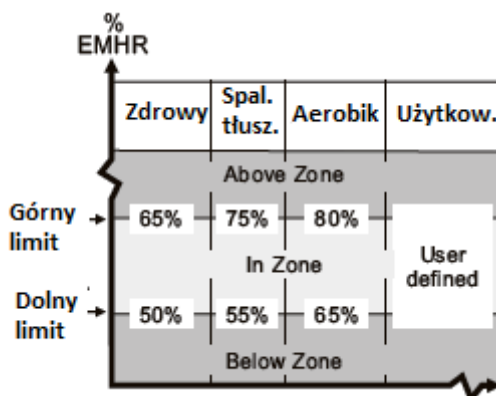 %
EMHR
Zdrowy
Spal.
tłusz.
Aerobik
Użytkow.
Above Zone
Górny
limit
65%
75%
80%
User
defined
In Zone
Dolny
limit
50%
55%
65%
Below Zone